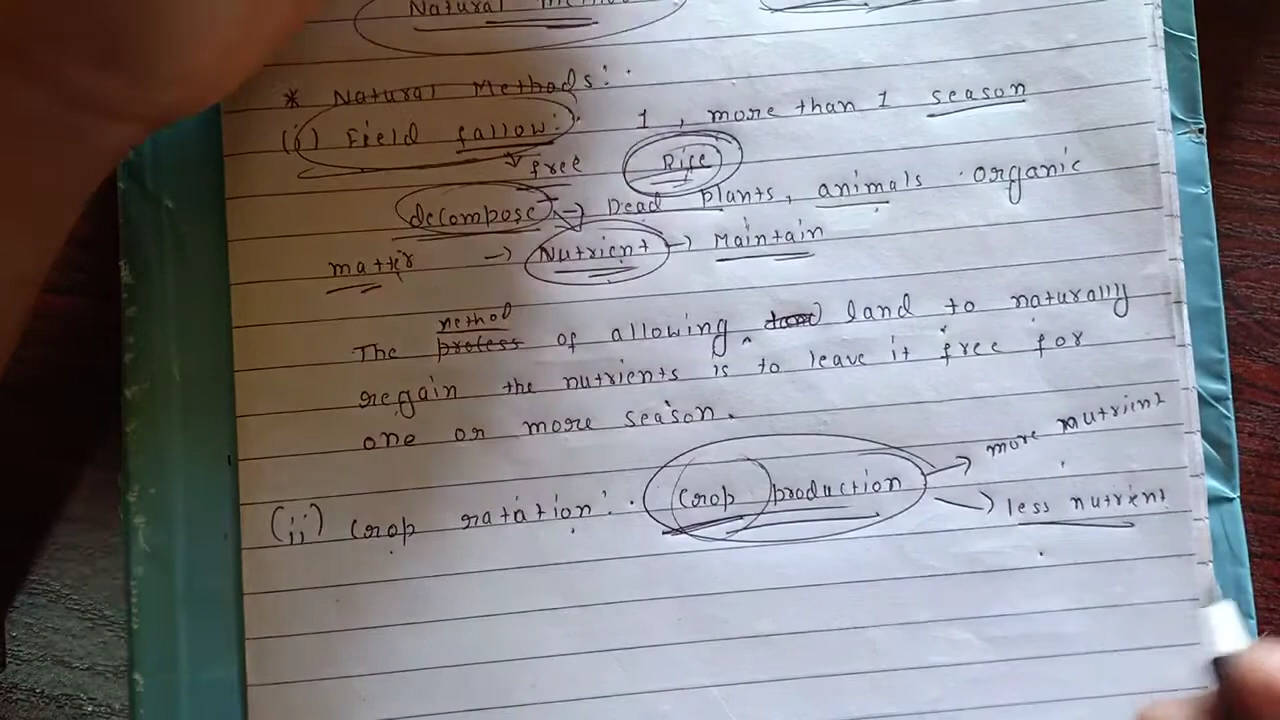 Natural
* Natural Methods:
(i) Field fallow: 1, more than 1 season
free Rice
decompose → Dead plants, animals organic
matter → Nutrient → Maintain
method
The process of allowing land to naturally
regain the nutrients is to leave it free for
one or more season.
more nutrient
(ii) Crop ratation: Crop production
less nutrient